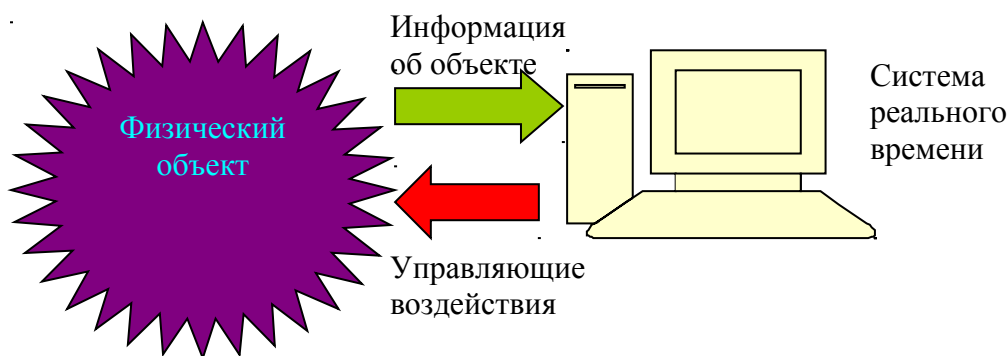 Информация
об объекте
Физический
объект
Система
реального
времени
Управляющие
воздействия